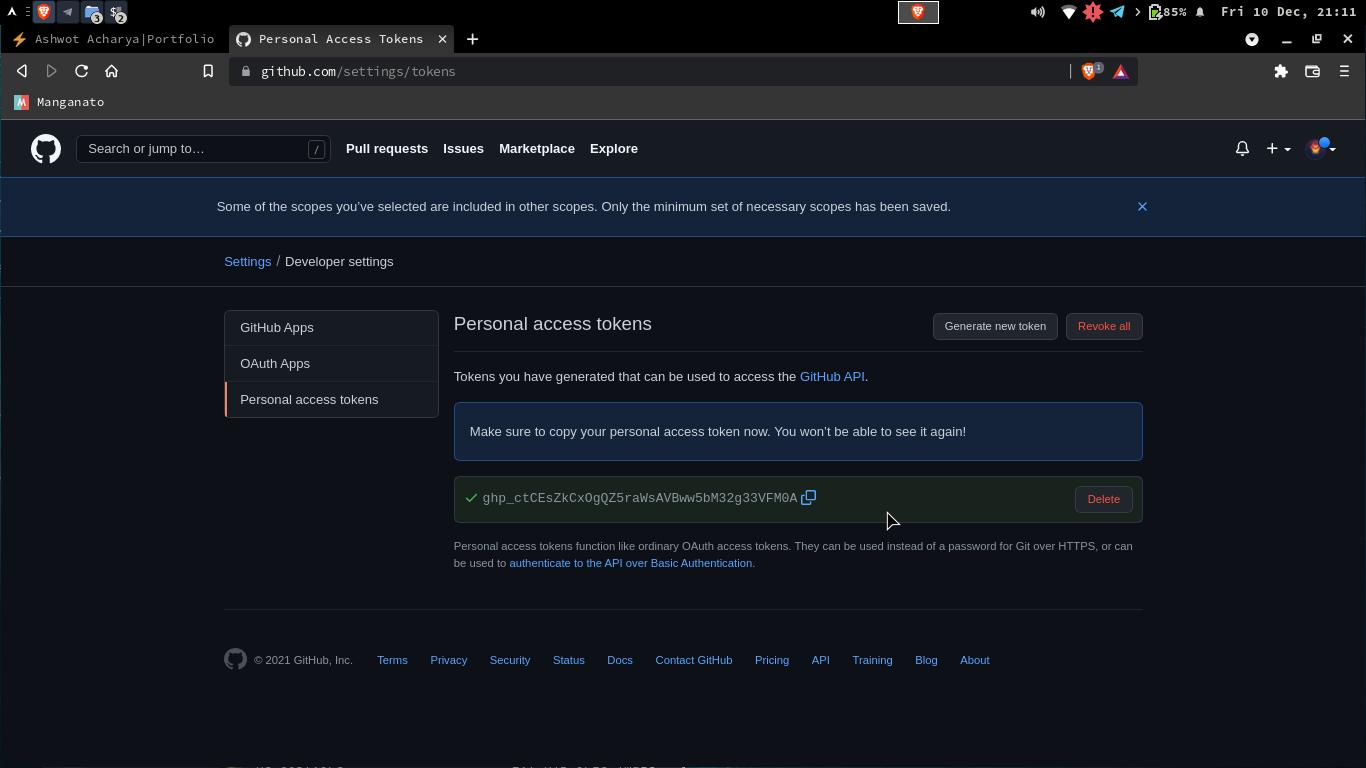 3
$_ 2
85%
Fri 10 Dec, 21:11
Ashwot Acharya|Portfolio
Personal Access Tokens
github.com/settings/tokens
1
M Manganato
Search or jump to…
/
Pull requests
Issues
Marketplace
Explore
Some of the scopes you’ve selected are included in other scopes. Only the minimum set of necessary scopes has been saved.
Settings / Developer settings
GitHub Apps
OAuth Apps
Personal access tokens
Personal access tokens
Generate new token
Revoke all
Tokens you have generated that can be used to access the GitHub API.
Make sure to copy your personal access token now. You won’t be able to see it again!
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
Delete
Personal access tokens function like ordinary OAuth access tokens. They can be used instead of a password for Git over HTTPS, or can
be used to authenticate to the API over Basic Authentication.
© 2021 GitHub, Inc.
Terms
Privacy
Security
Status
Docs
Contact GitHub
Pricing
API
Training
Blog
About